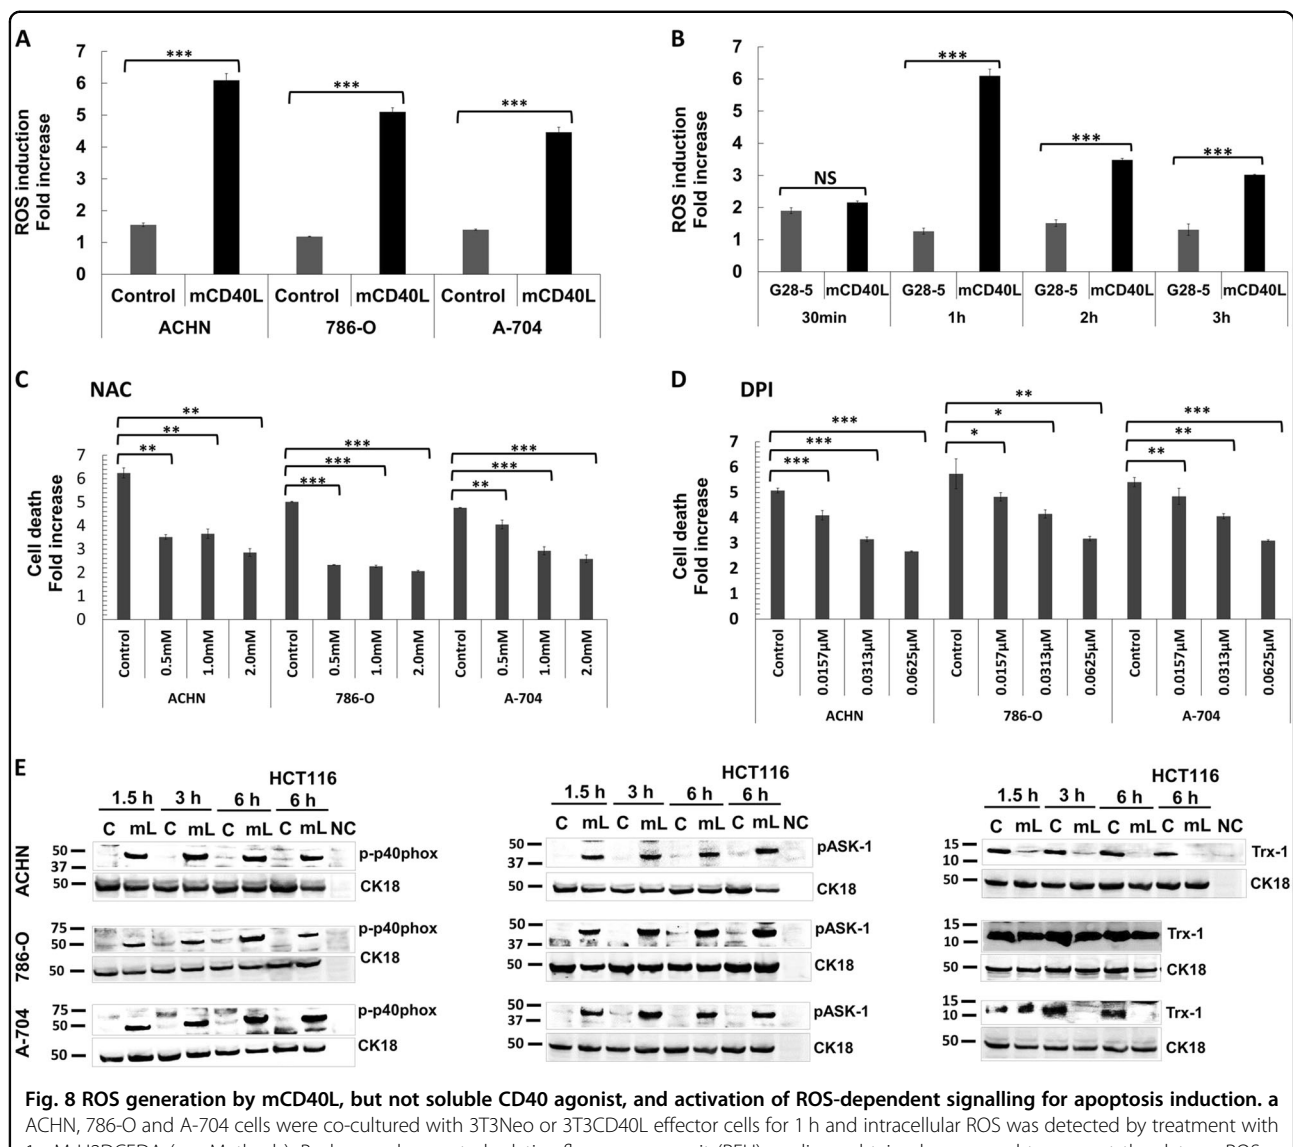 A
ROS induction
Fold increase
7
6
5
4
3
2
1
0
***
***
***
Control mCD40L Control mCD40L Control mCD40L
ACHN 786-O A-704
B
ROS induction
Fold increase
7
6
5
4
3
2
1
0
NS
***
***
***
G28-5 mCD40L G28-5 mCD40L G28-5 mCD40L G28-5 mCD40L
30min 1h 2h 3h
C
NAC
Cell death
Fold increase
7
6
5
4
3
2
1
0
**
**
**
***
***
***
***
***
**
Control 0.5mM 1.0mM 2.0mM Control 0.5mM 1.0mM 2.0mM Control 0.5mM 1.0mM 2.0mM
ACHN 786-O A-704
D
DPI
Cell death
Fold increase
7
6
5
4
3
2
1
0
***
***
***
**
*
*
***
**
**
Control 0.0157µM 0.0313µM 0.0625µM Control 0.0157µM 0.0313µM 0.0625µM Control 0.0157µM 0.0313µM 0.0625µM
ACHN 786-O A-704
E
HCT116
1.5 h 3 h 6 h 6 h
C mL C mL C mL C mL NC
ACHN
50
37
p-p40phox
50
CK18
786-O
75
50
p-p40phox
50
CK18
A-704
75
50
p-p40phox
50
CK18
HCT116
1.5 h 3 h 6 h 6 h
C mL C mL C mL C mL NC
50
37
pASK-1
50
CK18
50
37
pASK-1
50
CK18
50
37
pASK-1
50
CK18
HCT116
1.5 h 3 h 6 h 6 h
C mL C mL C mL C mL NC
15
10
Trx-1
50
CK18
15
10
Trx-1
50
CK18
15
10
Trx-1
50
CK18
Fig. 8 ROS generation by mCD40L, but not soluble CD40 agonist, and activation of ROS-dependent signalling for apoptosis induction. a
ACHN, 786-O and A-704 cells were co-cultured with 3T3Neo or 3T3CD40L effector cells for 1 h and intracellular ROS was detected by treatment with